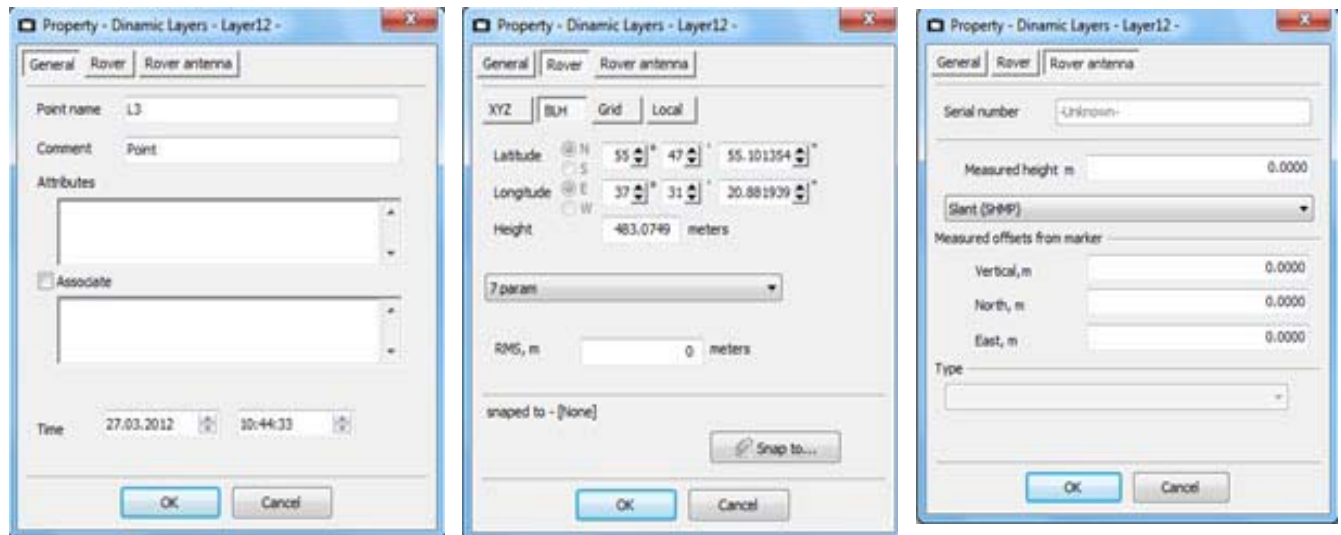 Property - Dinamic Layers - Layer12 -
General Rover Rover antenna
Point name L3
Comment Point
Attributes
Associate
Time 27.03.2012 10:44:33
OK Cancel
Property - Dinamic Layers - Layer12 -
General Rover Rover antenna
XYZ BLH Grid Local
Latitude N S 55 ° 47 ' 55.101354 "
Longitude E W 37 ° 31 ' 20.881939 "
Height 483.0749 meters
7 param
RMS, m 0 meters
snaped to - [None]
Snap to...
OK Cancel
Property - Dinamic Layers - Layer12 -
General Rover Rover antenna
Serial number -Unknown-
Measured height m 0.0000
Slant (SHMP)
Measured offsets from marker
Vertical, m 0.0000
North, m 0.0000
East, m 0.0000
Type
OK Cancel